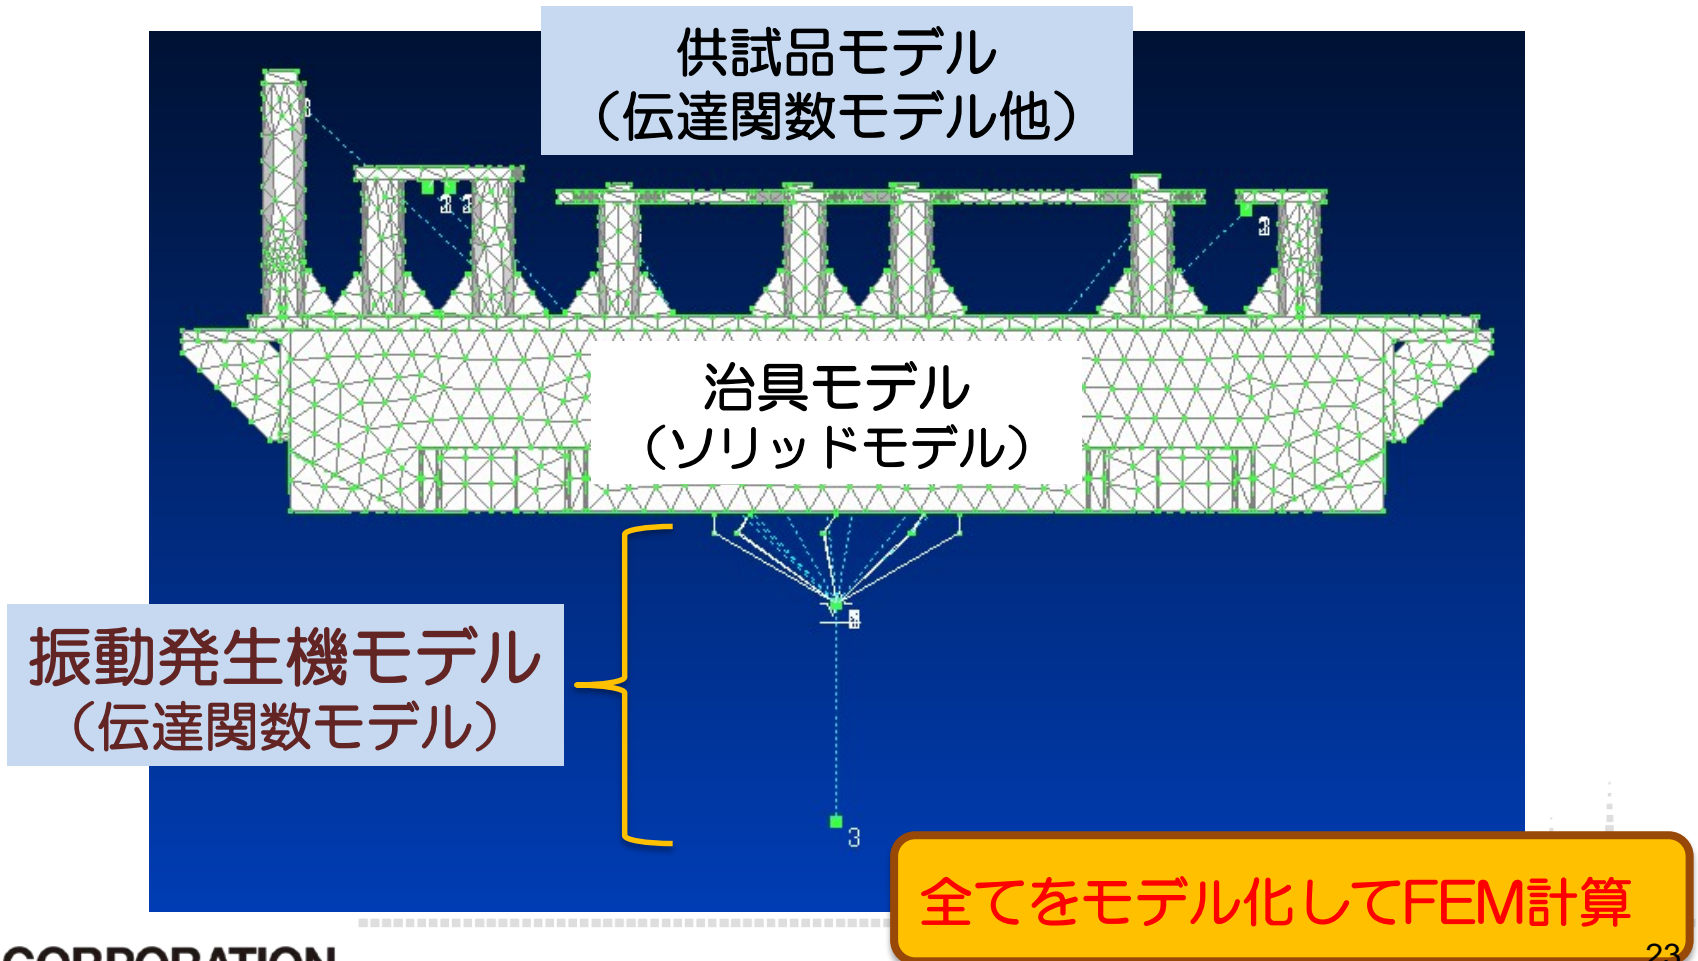 供試品モデル
（伝達関数モデル他）
治具モデル
（ソリッドモデル）
振動発生機モデル
（伝達関数モデル）
3
全てをモデル化してFEM計算
CORPORATION
23